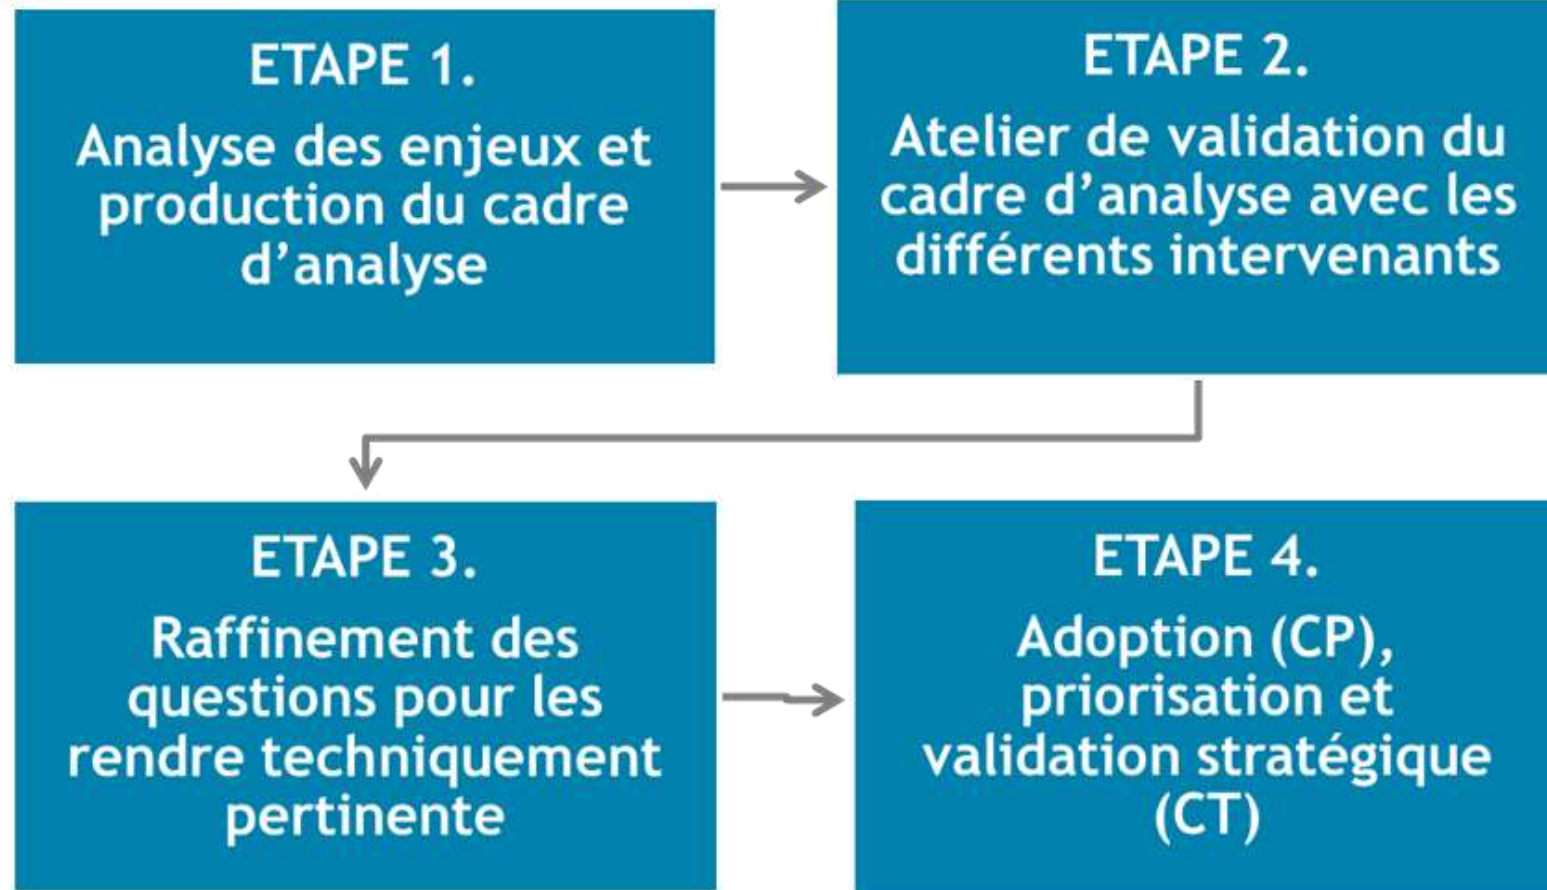 ETAPE 1.
Analyse des enjeux et
production du cadre
d’analyse
ETAPE 2.
Atelier de validation du
cadre d’analyse avec les
différents intervenants
ETAPE 3.
Raffinement des
questions pour les
rendre techniquement
pertinente
ETAPE 4.
Adoption (CP),
priorisation et
validation stratégique
(CT)